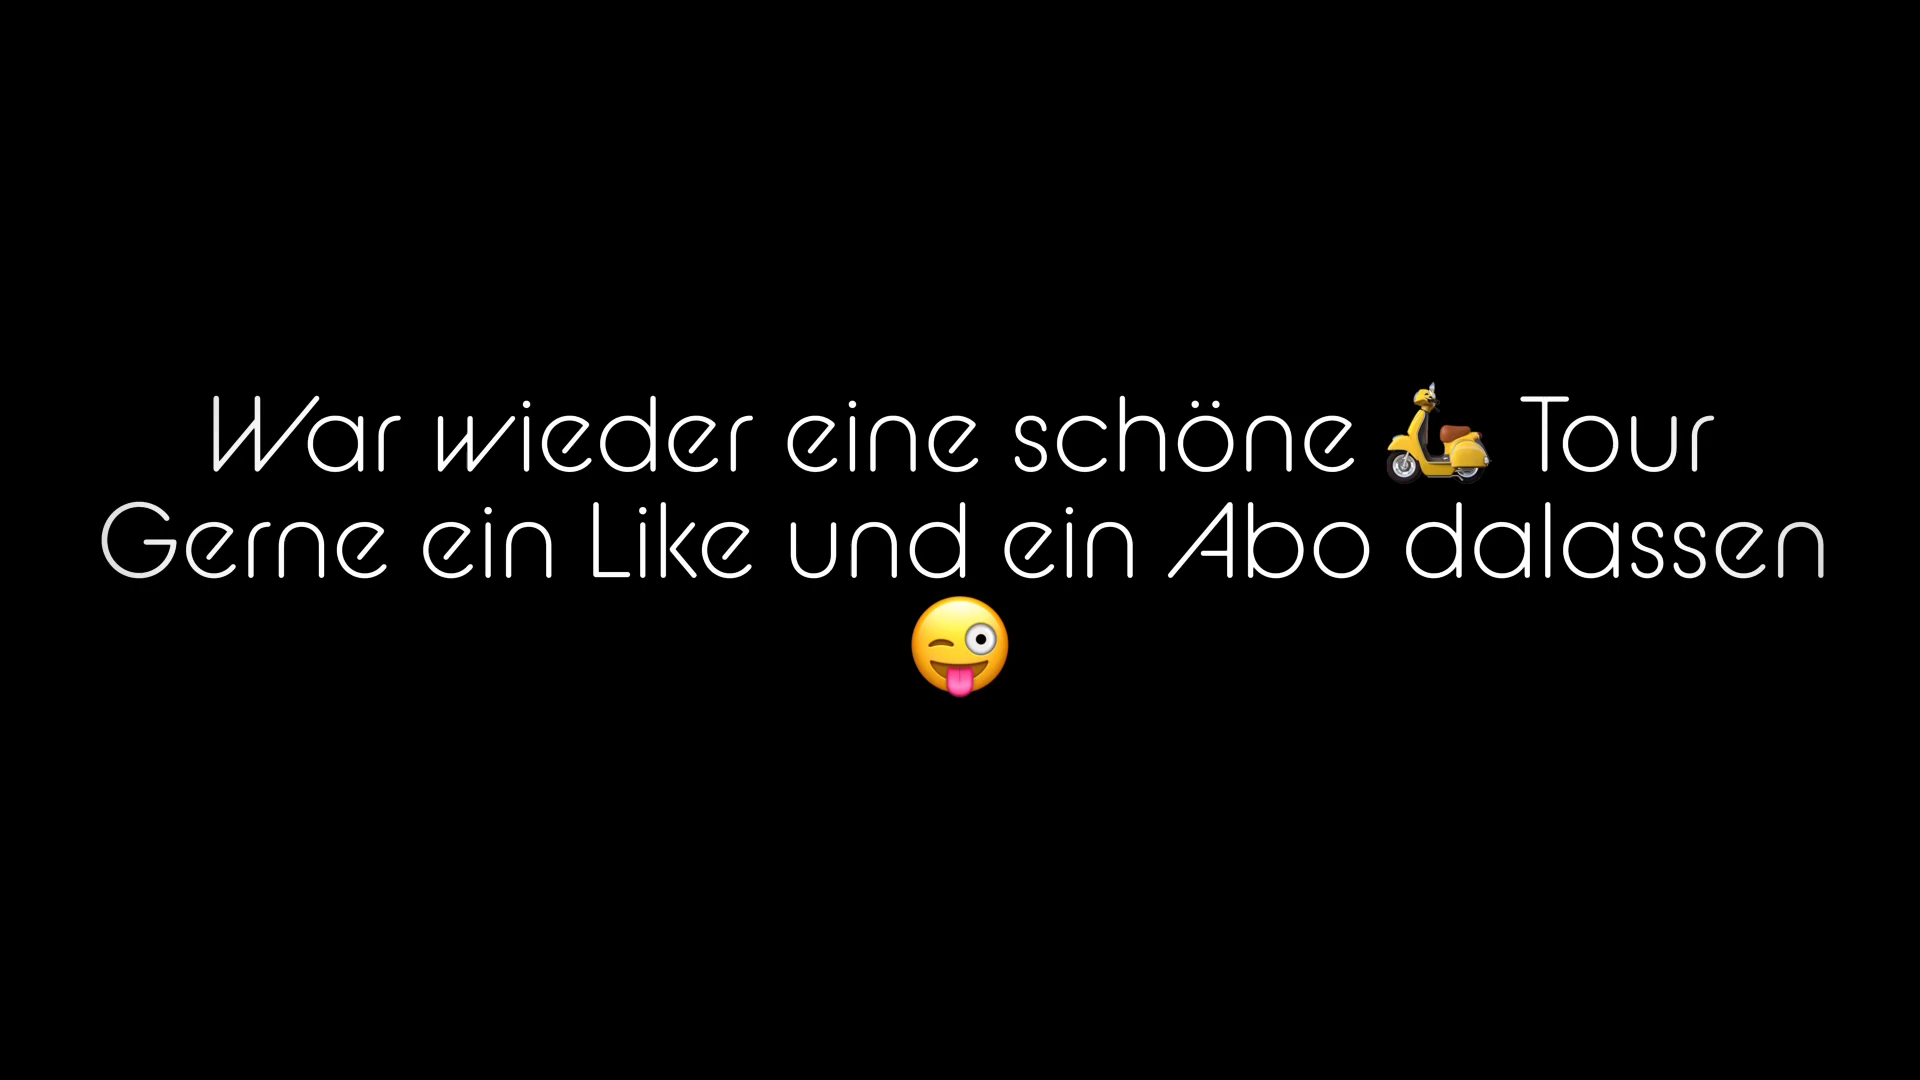 War wieder eine schöne 🛵 Tour
Gerne ein Like und ein Abo dalassen
😜